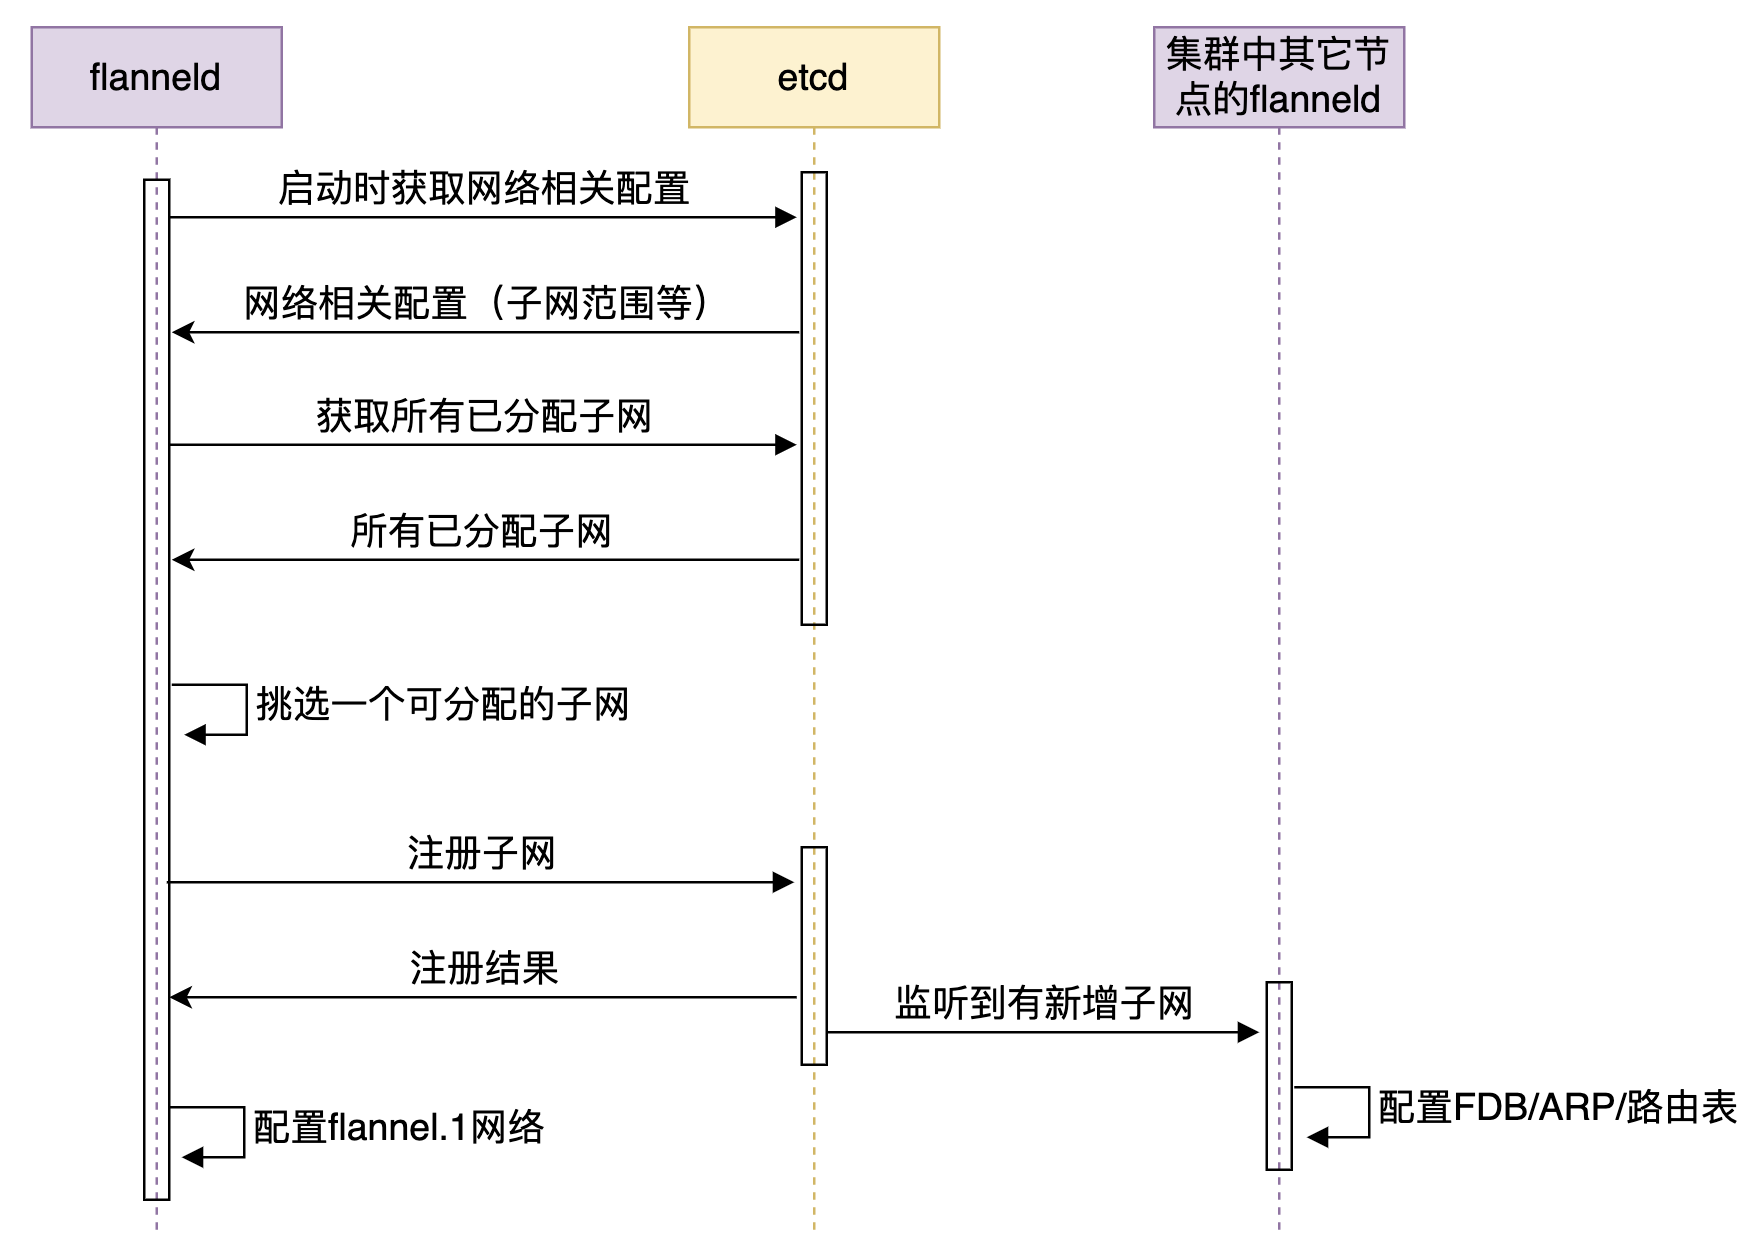 flanneld
etcd
集群中其它节
点的flanneld
启动时获取网络相关配置
网络相关配置（子网范围等）
获取所有已分配子网
所有已分配子网
挑选一个可分配的子网
注册子网
注册结果
监听到有新增子网
配置FDB/ARP/路由表
配置flannel.1网络